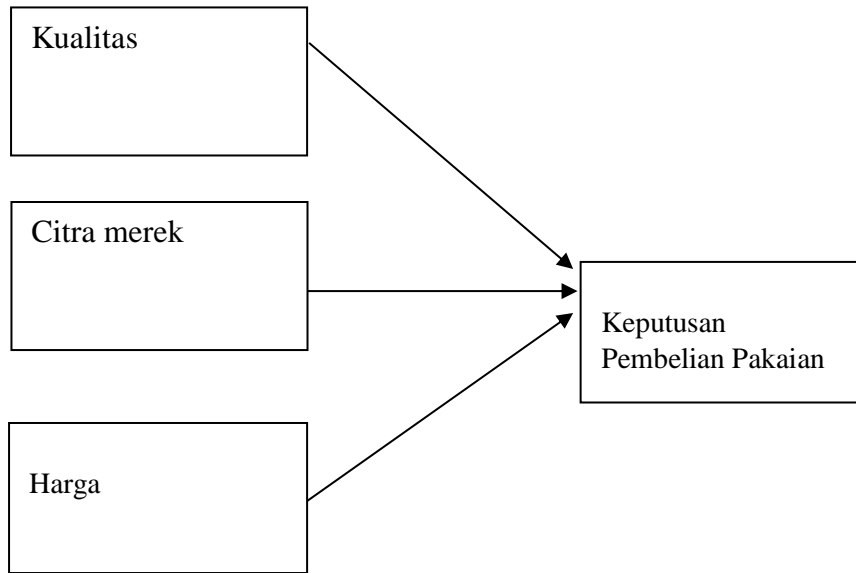 Kualitas
Citra merek
Keputusan
Pembelian Pakaian
Harga